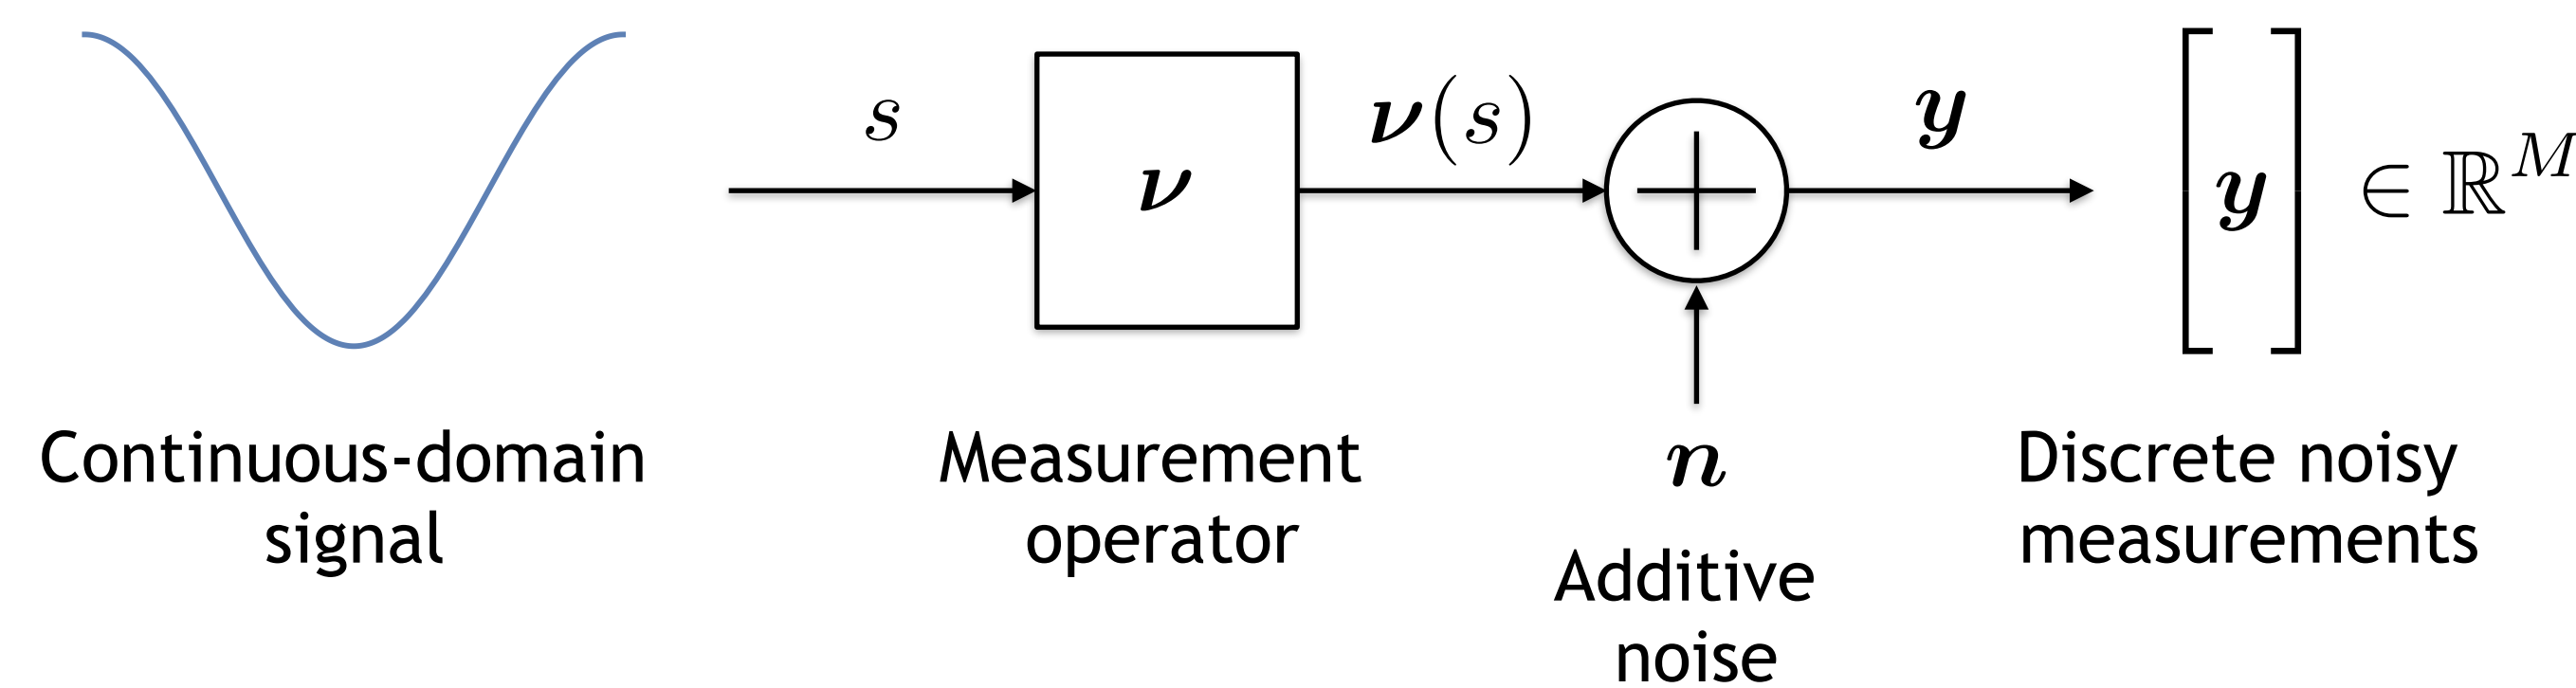 s
ν
ν(s)
y
y
∈ ℝ^M
Continuous-domain
signal
Measurement
operator
n
Additive
noise
Discrete noisy
measurements